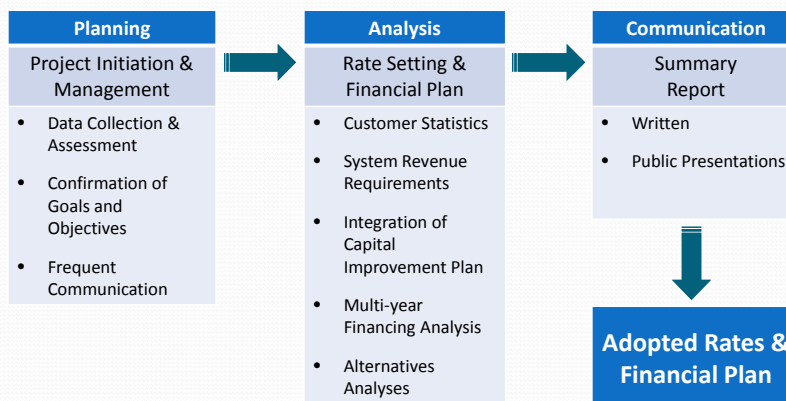 Planning
Project Initiation &
Management
• Data Collection &
Assessment
• Confirmation of
Goals and
Objectives
• Frequent
Communication
Analysis
Rate Setting &
Financial Plan
• Customer Statistics
• System Revenue
Requirements
• Integration of
Capital
Improvement Plan
• Multi-year
Financing Analysis
• Alternatives
Analyses
Communication
Summary
Report
• Written
• Public Presentations
Adopted Rates &
Financial Plan